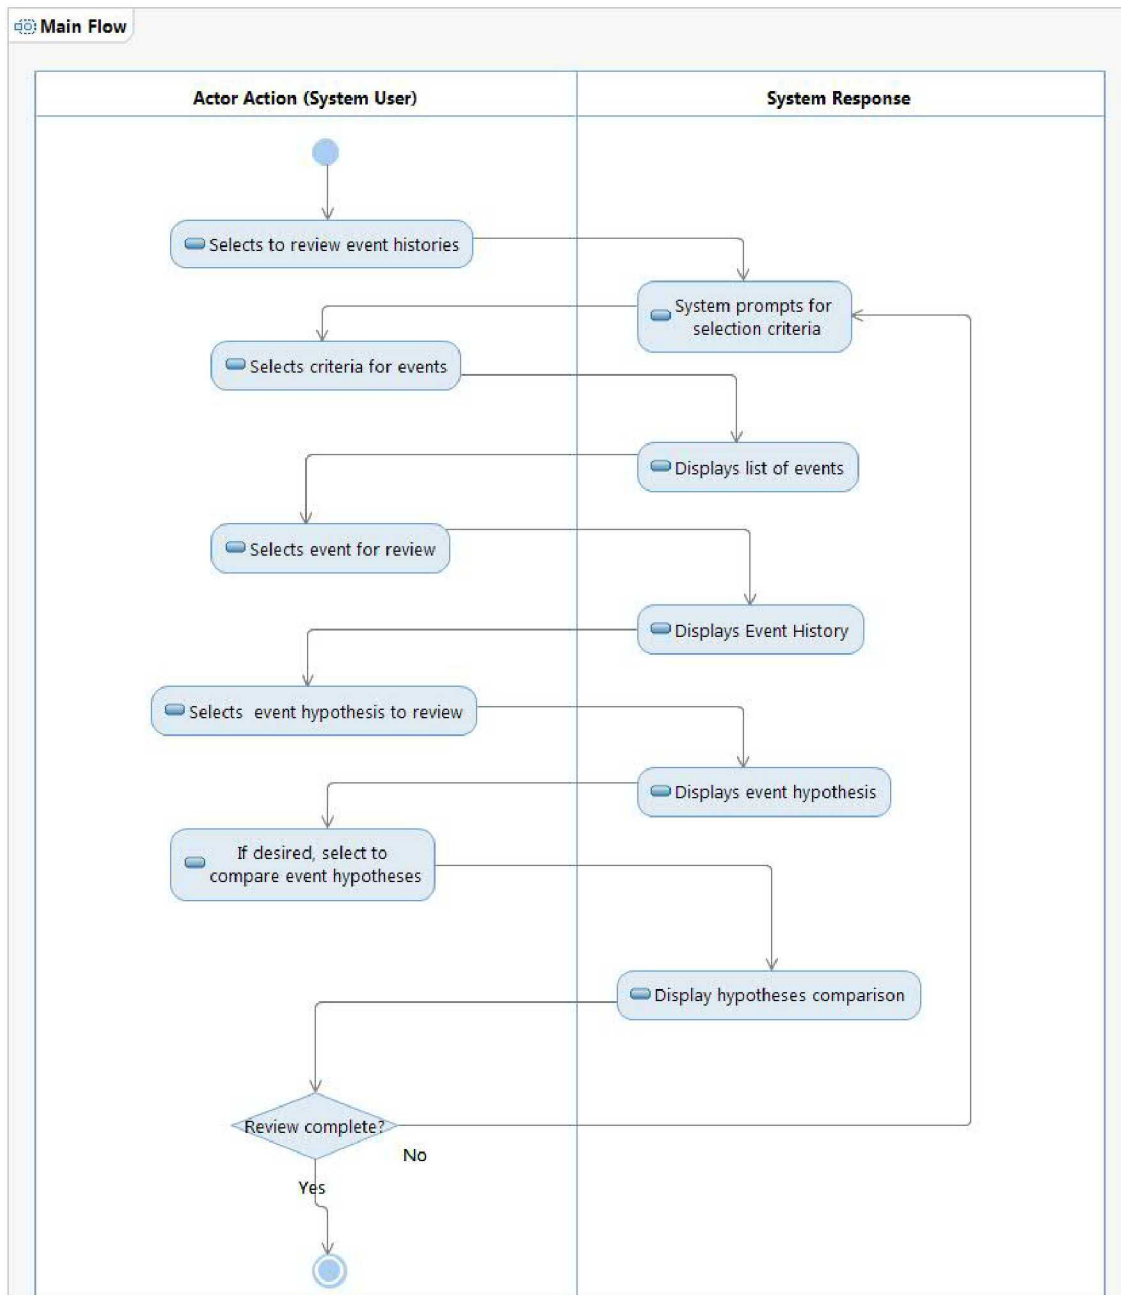 Main Flow
Actor Action (System User)
System Response
Selects to review event histories
System prompts for
selection criteria
Selects criteria for events
Displays list of events
Selects event for review
Displays Event History
Selects  event hypothesis to review
Displays event hypothesis
If desired, select to
compare event hypotheses
Display hypotheses comparison
Review complete?
No
Yes